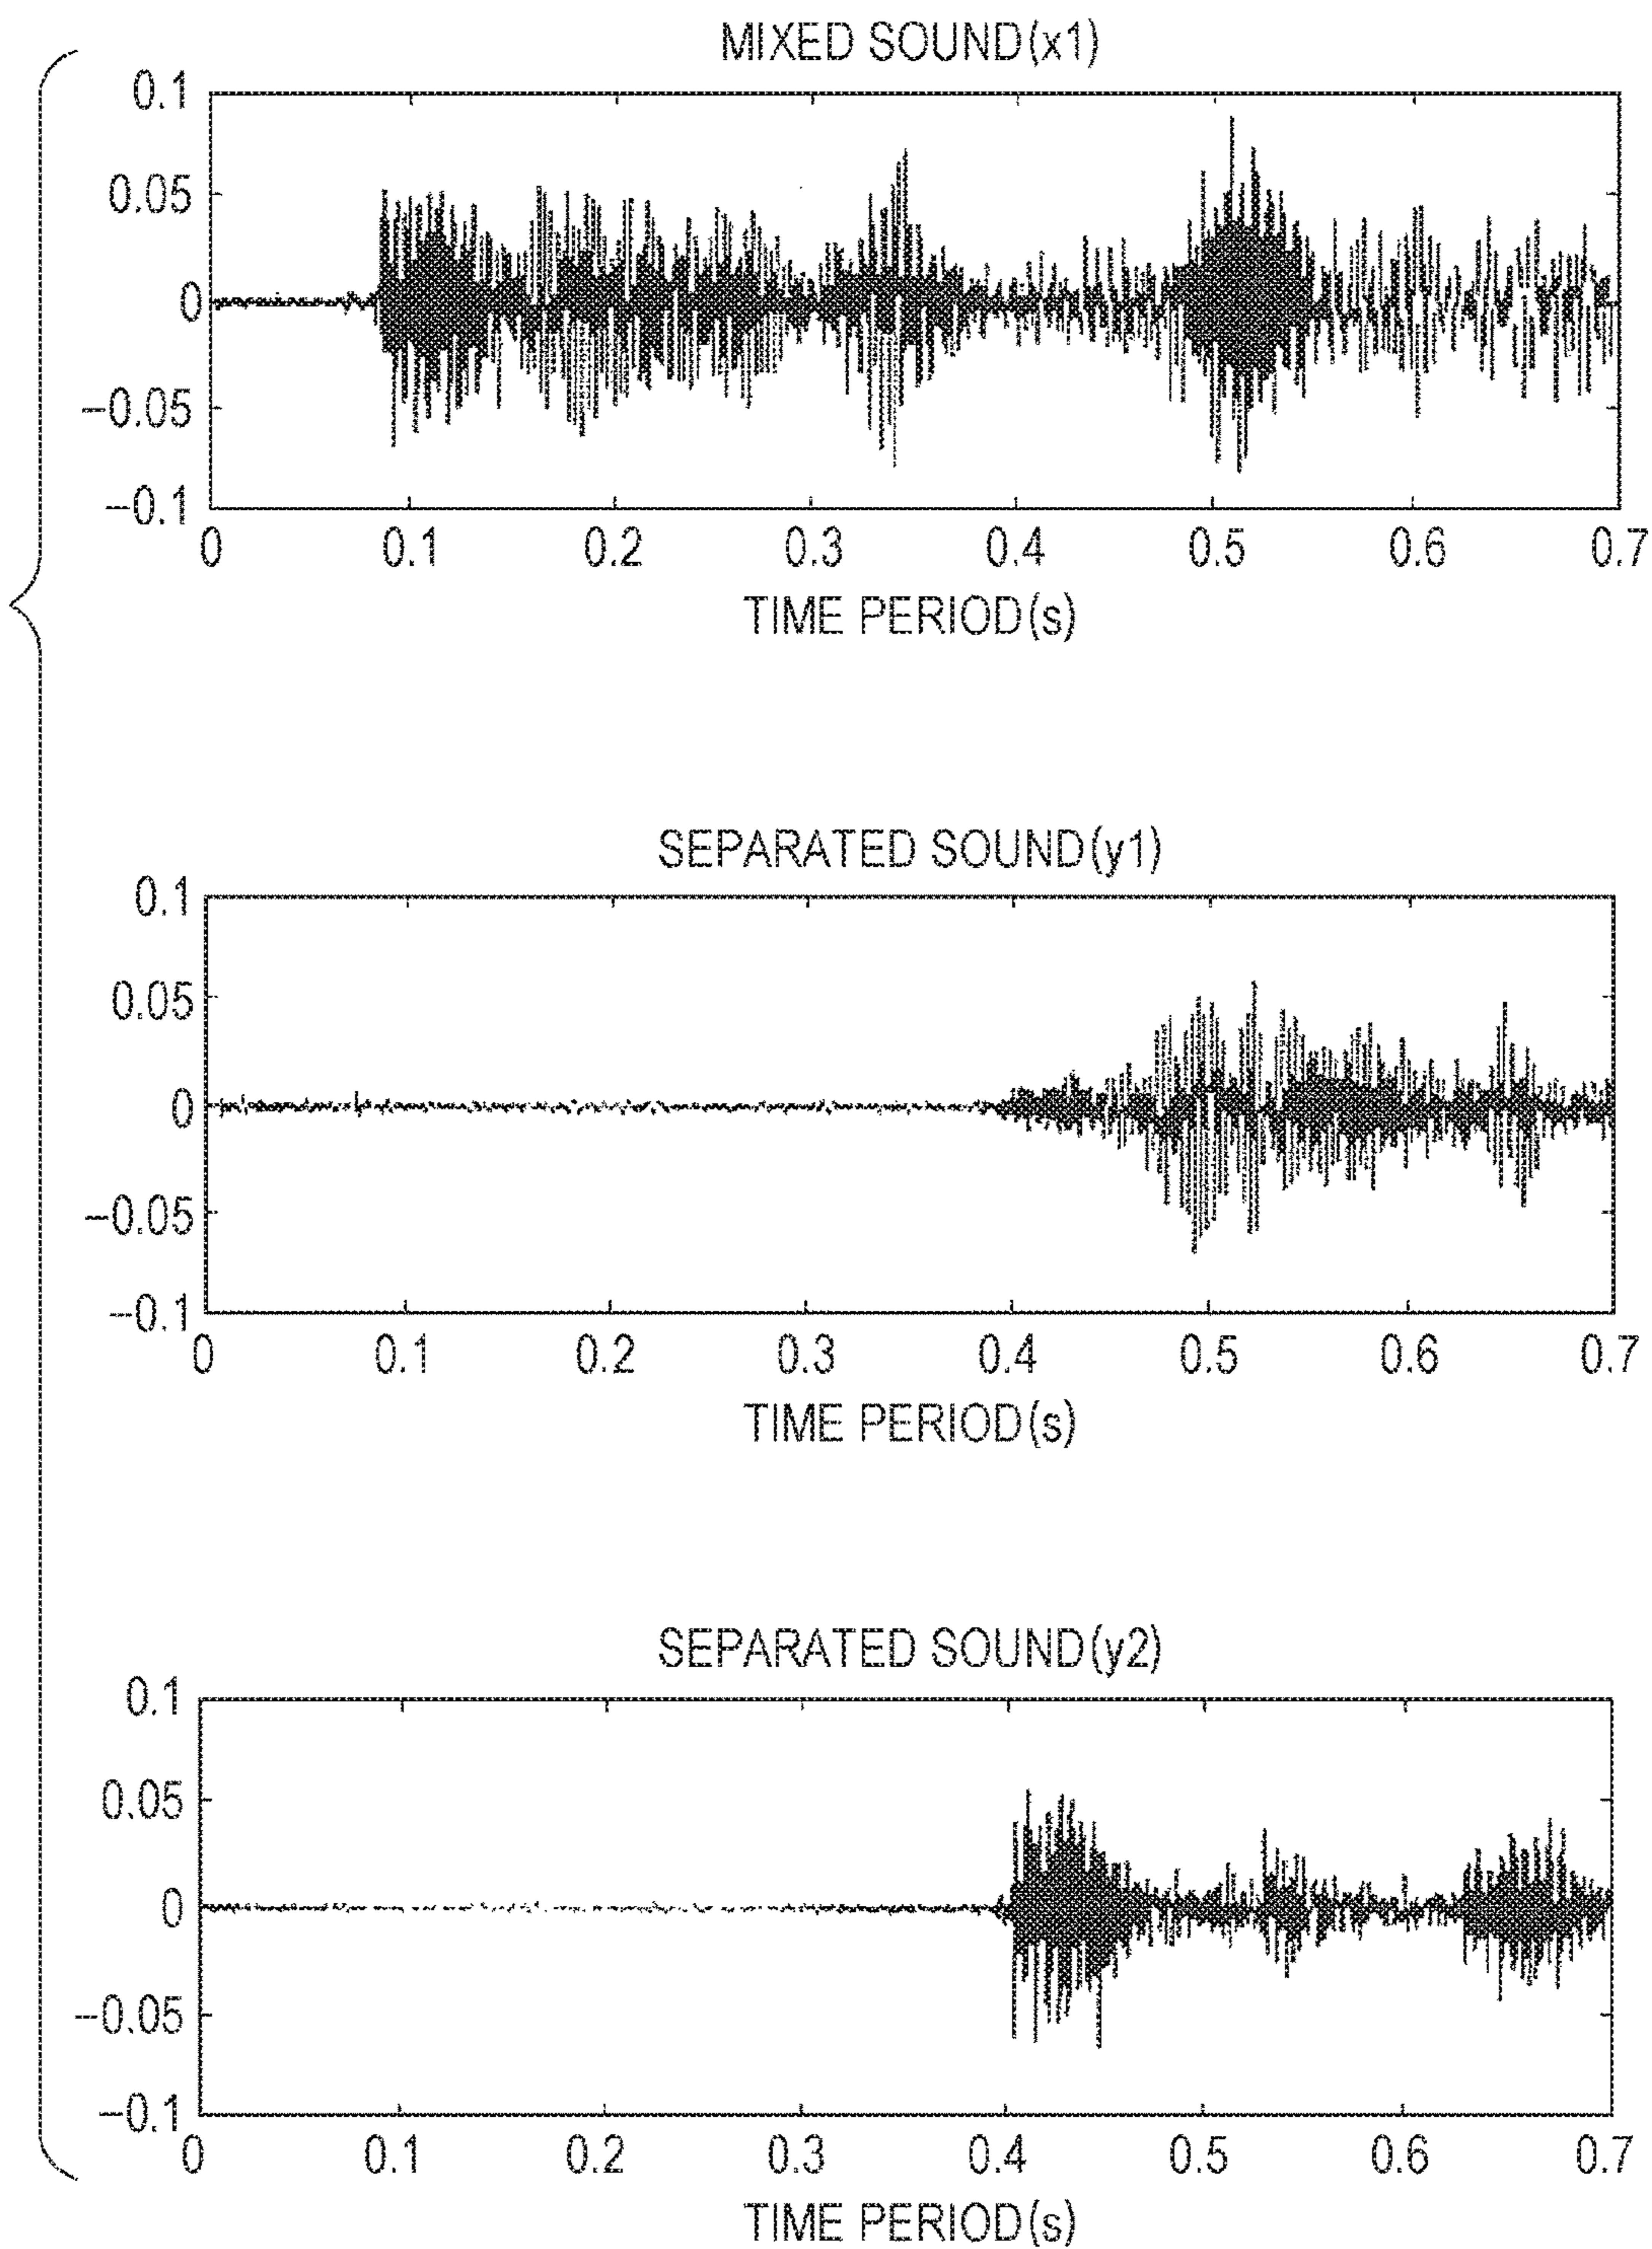 MIXED SOUND(x1)
0.1
0.05
0
−0.05
−0.1
0 0.1 0.2 0.3 0.4 0.5 0.6 0.7
TIME PERIOD(s)
SEPARATED SOUND(y1)
0.1
0.05
0
−0.05
−0.1
0 0.1 0.2 0.3 0.4 0.5 0.6 0.7
TIME PERIOD(s)
SEPARATED SOUND(y2)
0.1
0.05
0
−0.05
−0.1
0 0.1 0.2 0.3 0.4 0.5 0.6 0.7
TIME PERIOD(s)